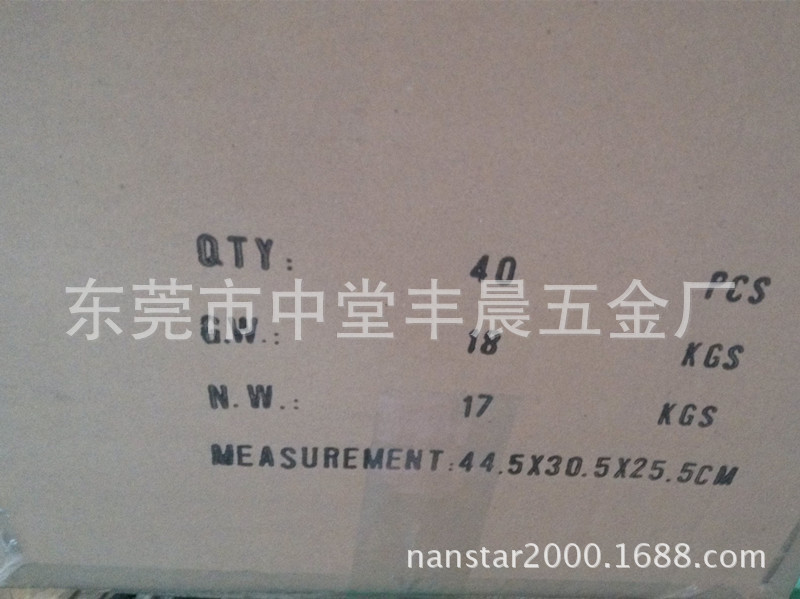 QTY: 40 PCS
东莞市中堂丰晨五金厂
G.W.: 18 KGS
N.W.: 17 KGS
MEASUREMENT:44.5X30.5X25.5CM
nanstar2000.1688.com